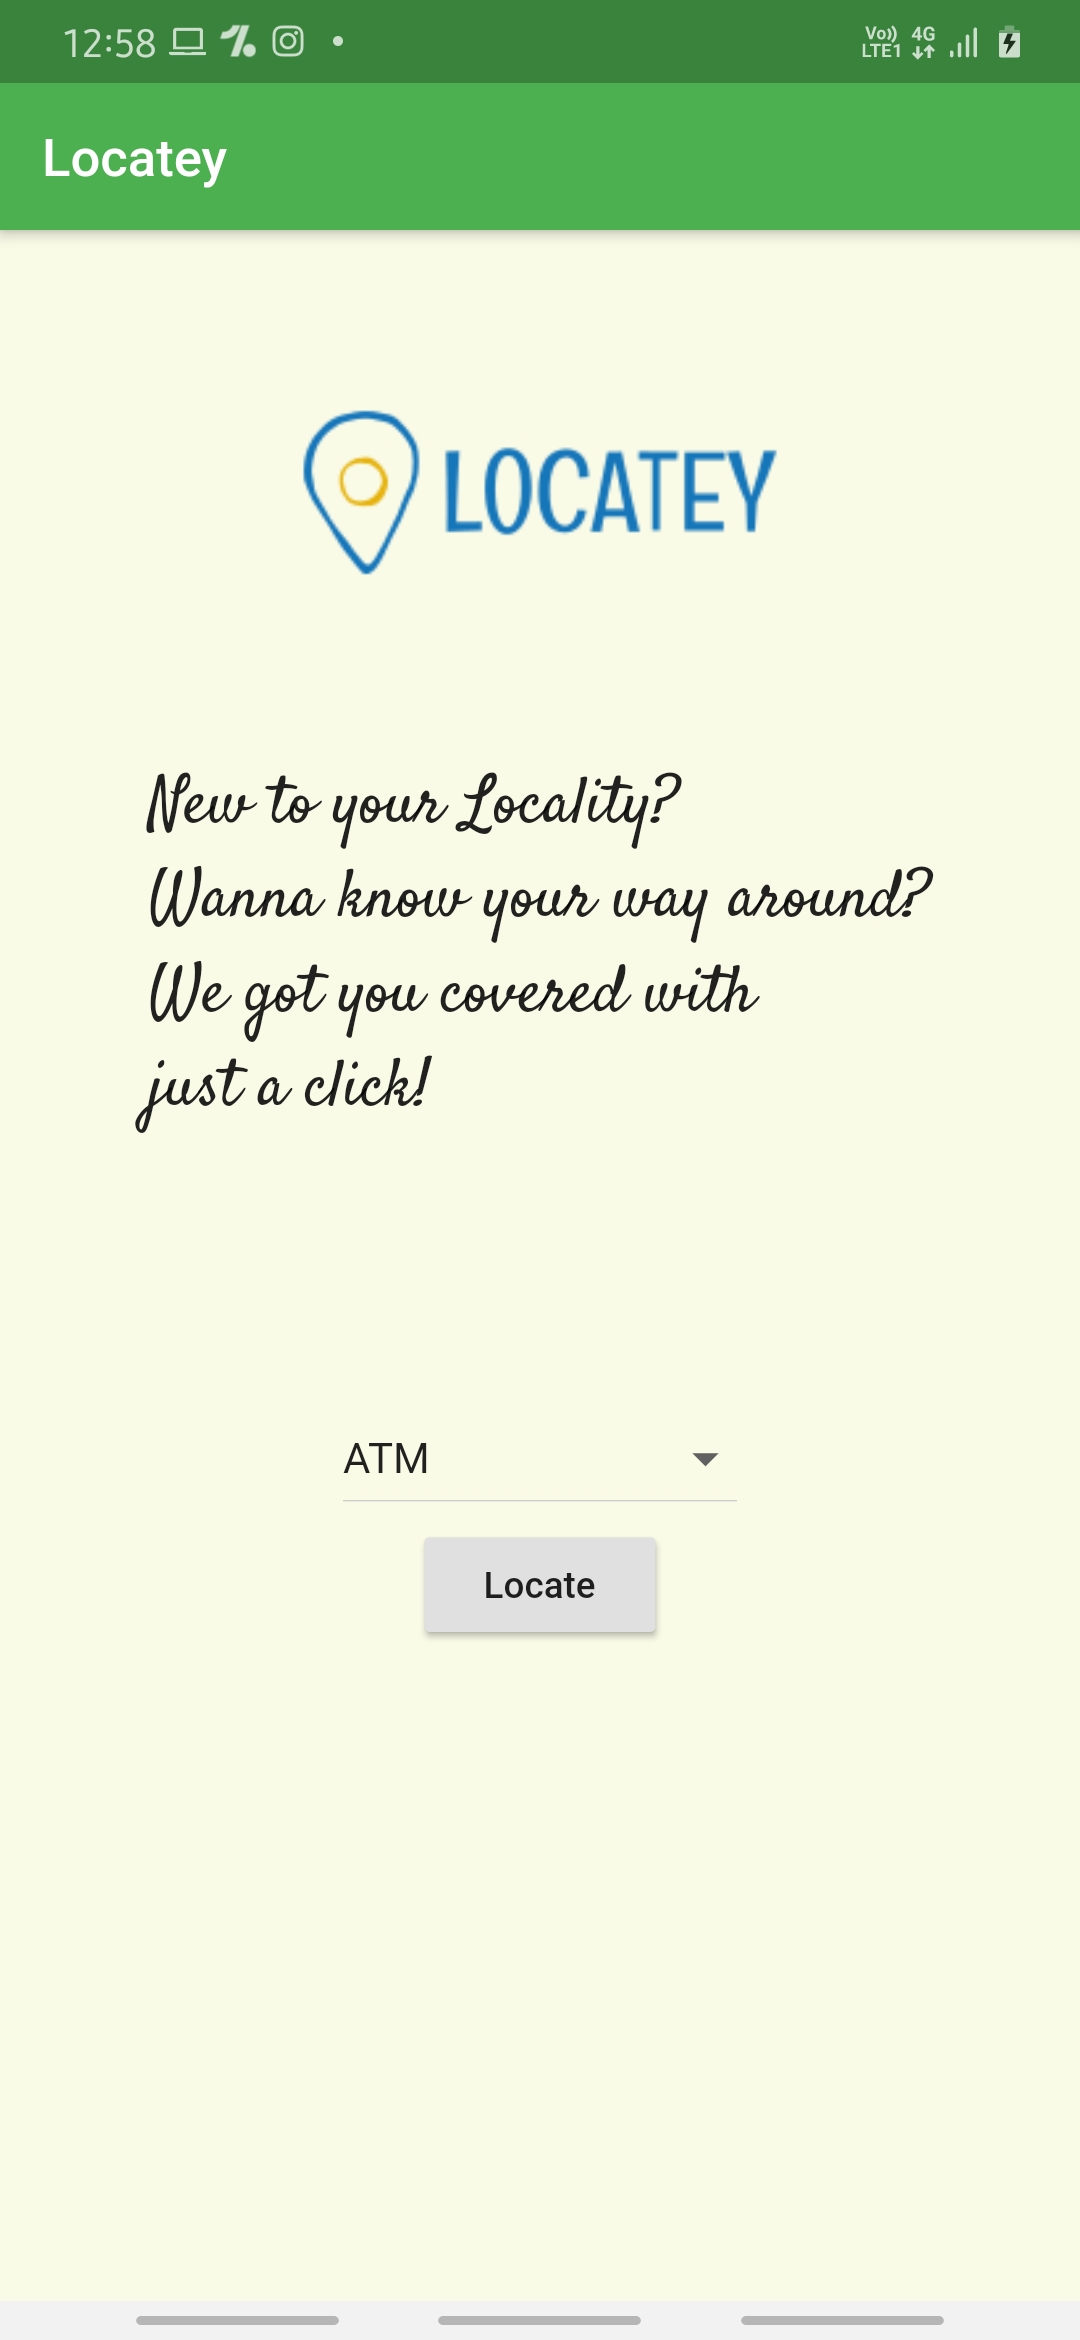 12:58 Vo)) LTE1 4G
Locatey
LOCATEY
New to your Locality?
Wanna know your way around?
We got you covered with
just a click!
ATM
Locate